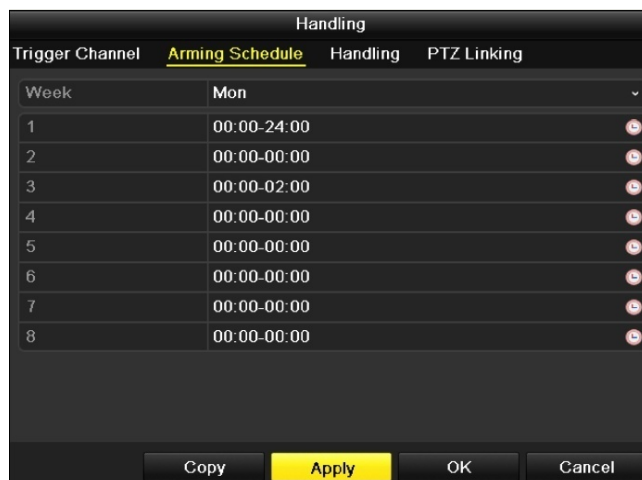 Handling
Trigger Channel Arming Schedule Handling PTZ Linking
Week Mon
1 00:00-24:00
2 00:00-00:00
3 00:00-02:00
4 00:00-00:00
5 00:00-00:00
6 00:00-00:00
7 00:00-00:00
8 00:00-00:00
Copy Apply OK Cancel